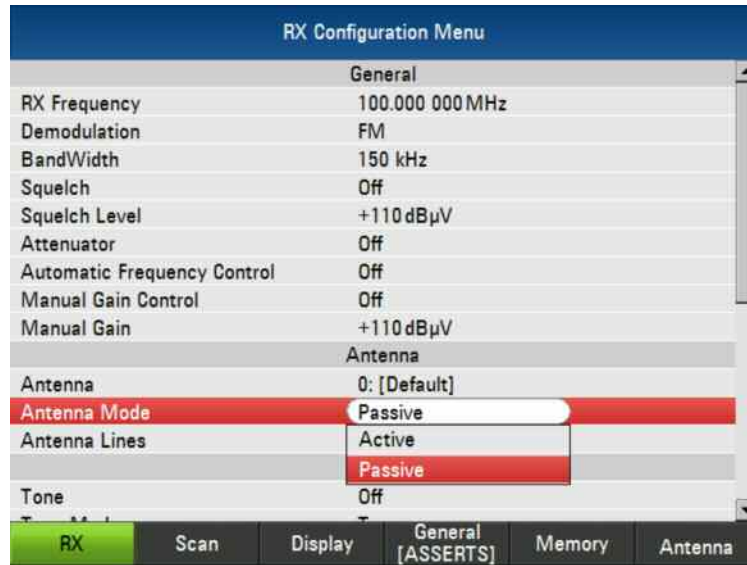 RX Configuration Menu
General
RX Frequency 100.000 000 MHz
Demodulation FM
BandWidth 150 kHz
Squelch Off
Squelch Level +110 dBµV
Attenuator Off
Automatic Frequency Control Off
Manual Gain Control Off
Manual Gain +110 dBµV
Antenna
Antenna 0: [Default]
Antenna Mode Passive
Antenna Lines Active
Passive
Tone Off
RX Scan Display General [ASSERTS] Memory Antenna